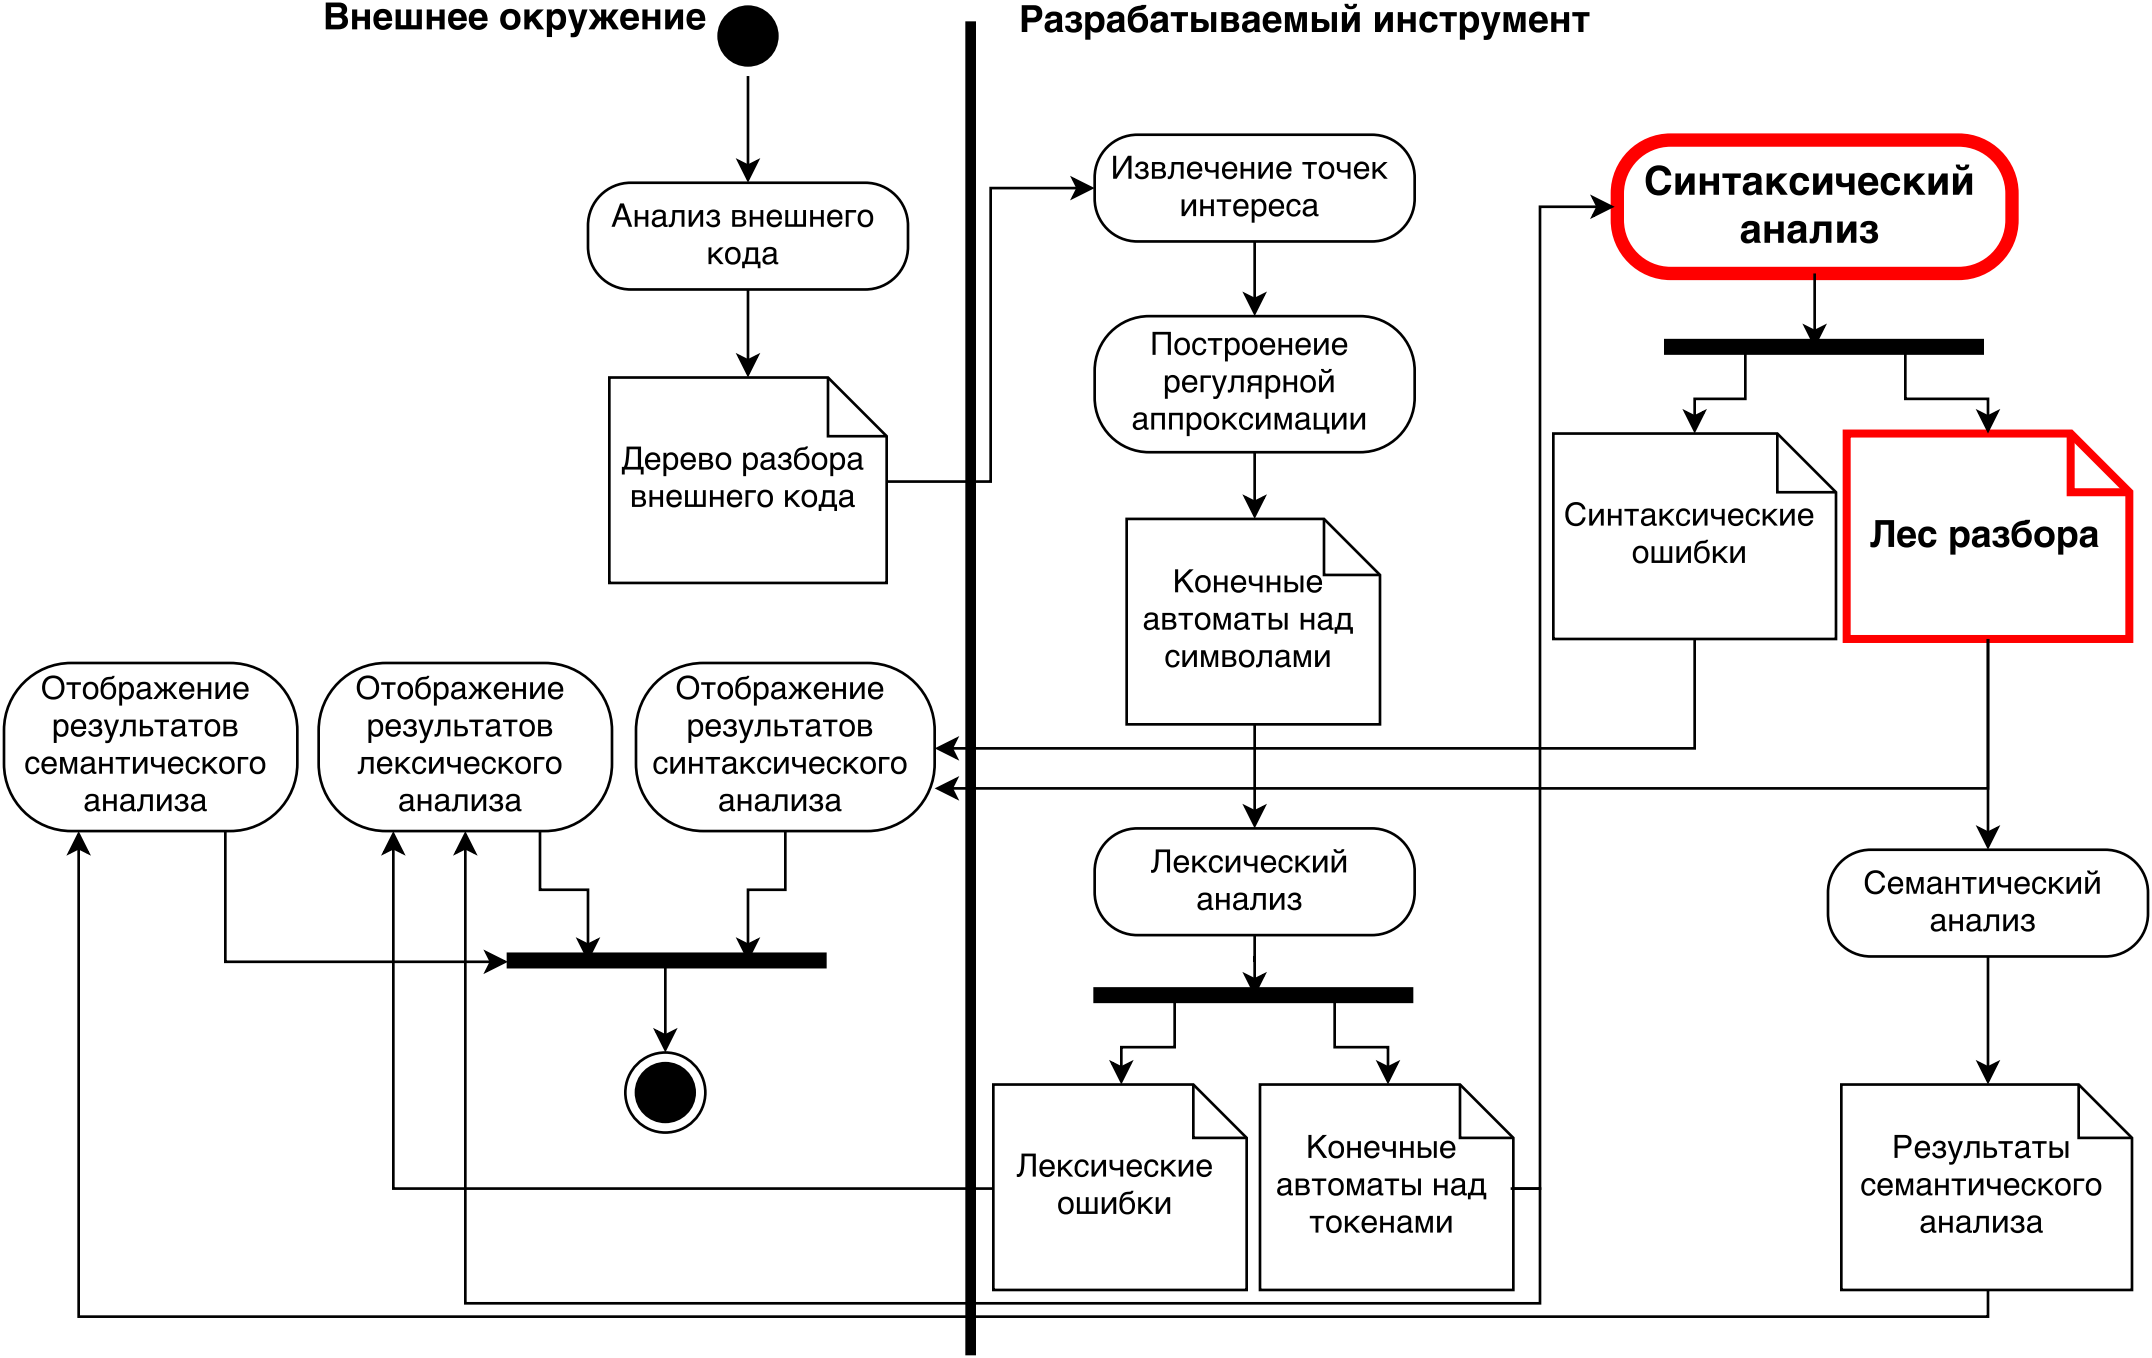 Внешнее окружение
Разрабатываемый инструмент
Анализ внешнего
кода
Дерево разбора
внешнего кода
Извлечение точек
интереса
Построенеие
регулярной
аппроксимации
Конечные
автоматы над
символами
Синтаксический
анализ
Синтаксические
ошибки
Лес разбора
Отображение
результатов
семантического
анализа
Отображение
результатов
лексического
анализа
Отображение
результатов
синтаксического
анализа
Лексический
анализ
Семантический
анализ
Лексические
ошибки
Конечные
автоматы над
токенами
Результаты
семантического
анализа